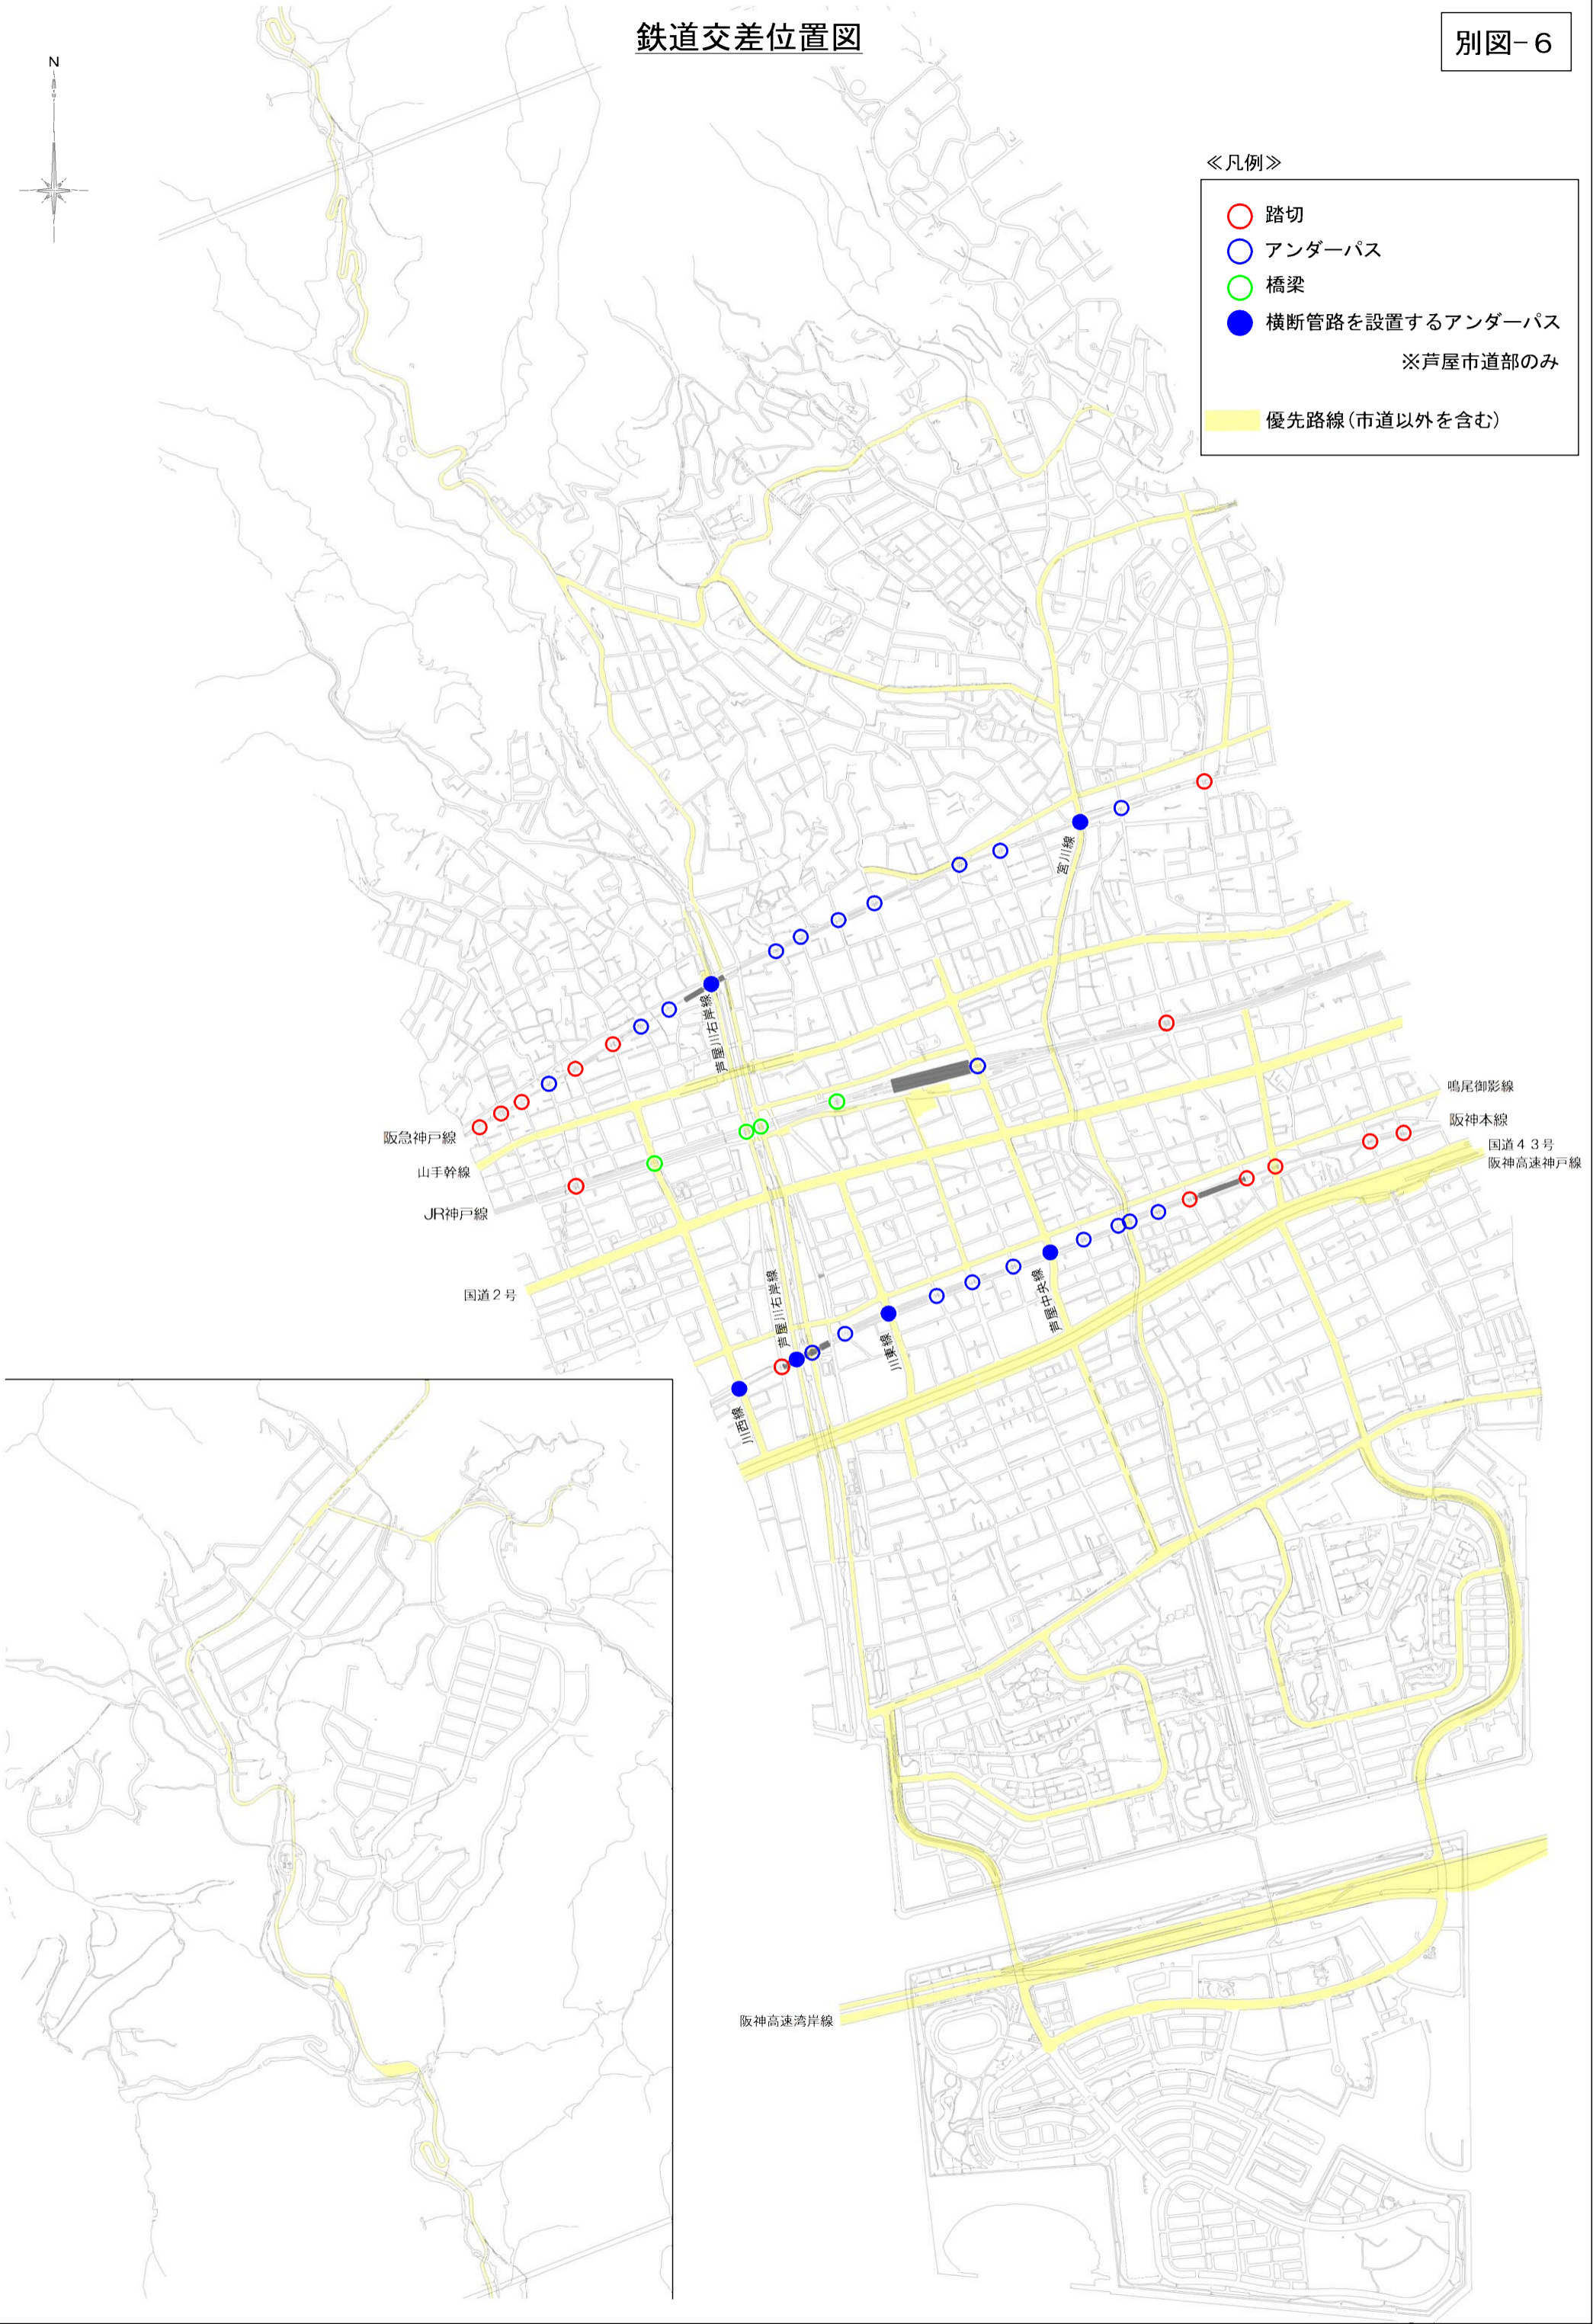 鉄道交差位置図
別図-6
N
≪凡例≫
踏切
アンダーパス
橋梁
横断管路を設置するアンダーパス
※芦屋市道部のみ
優先路線(市道以外を含む)
宮川線
芦屋川右岸線
鳴尾御影線
阪神本線
国道43号
阪神高速神戸線
阪急神戸線
山手幹線
JR神戸線
国道2号
芦屋川右岸線
芦屋中央線
川東線
川西線
阪神高速湾岸線